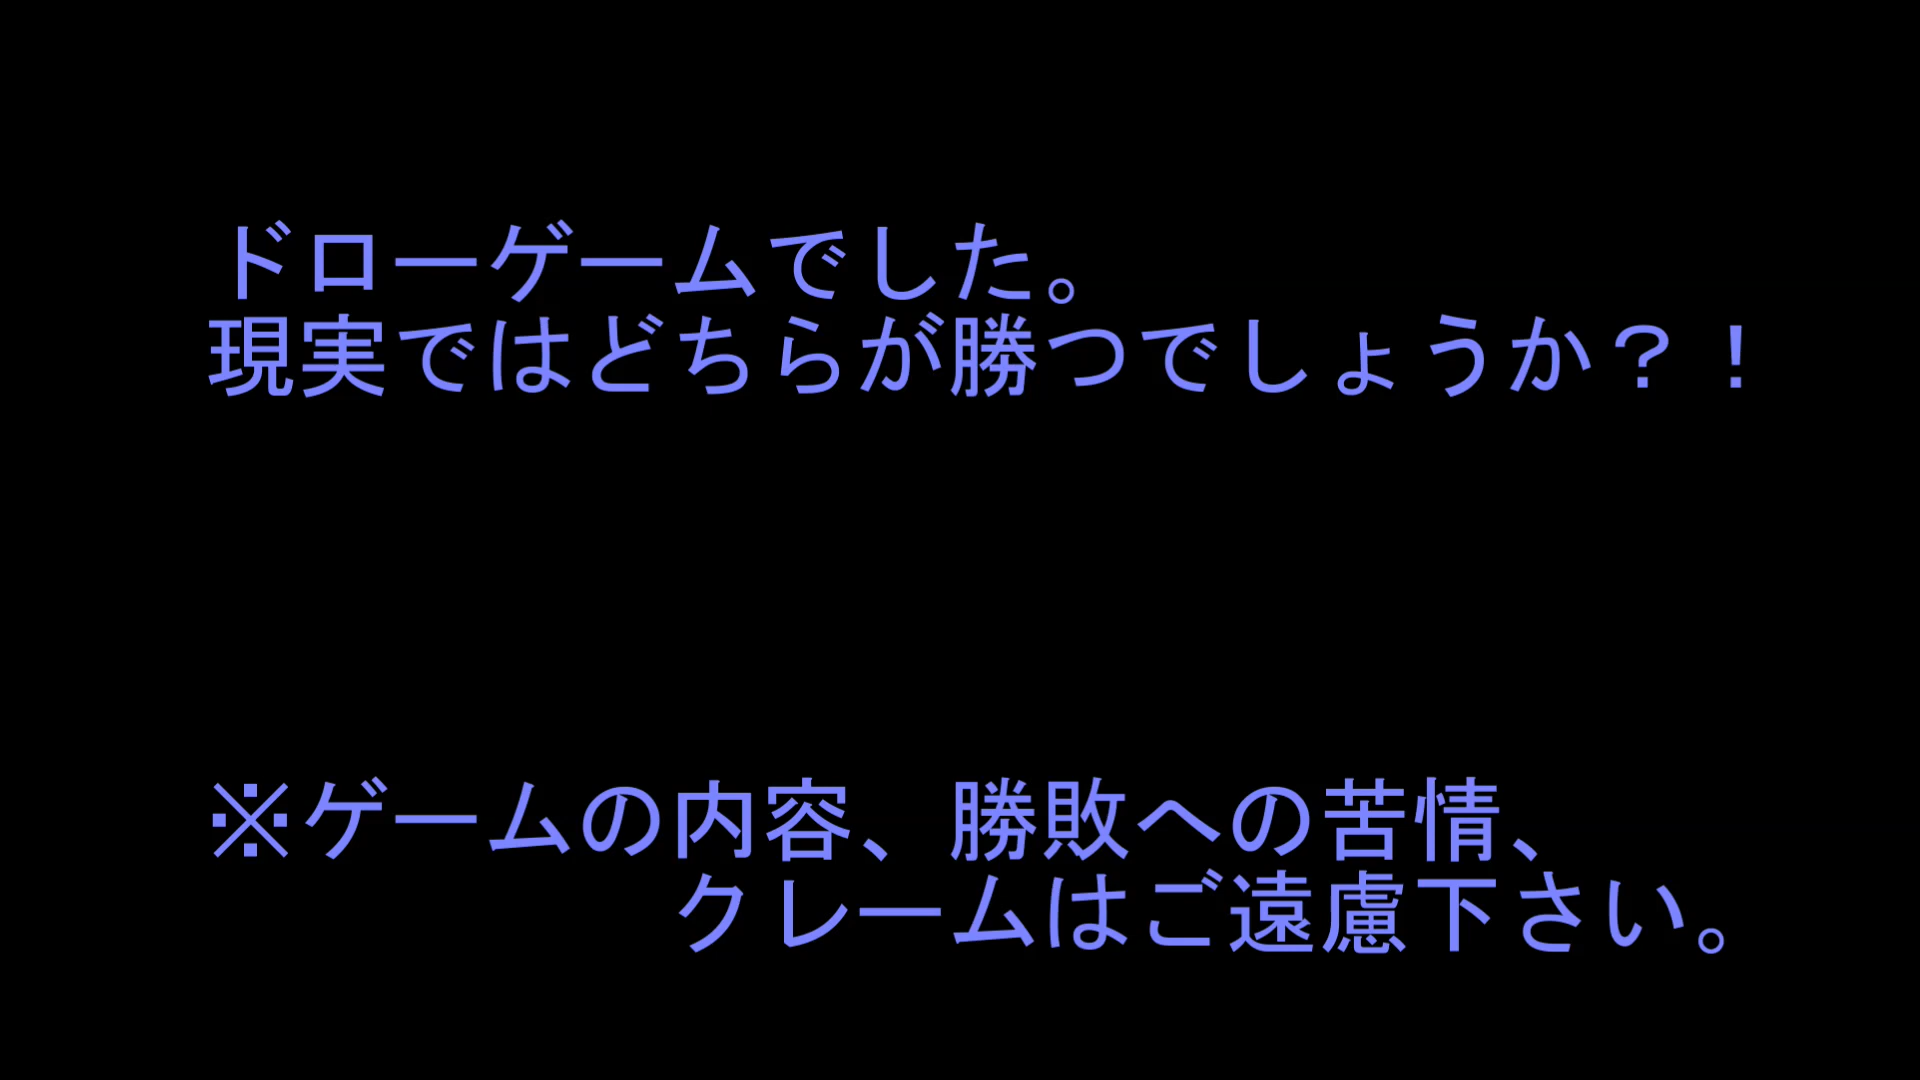 ドローゲームでした。
現実ではどちらが勝つでしょうか？！
※ゲームの内容、勝敗への苦情、
クレームはご遠慮下さい。